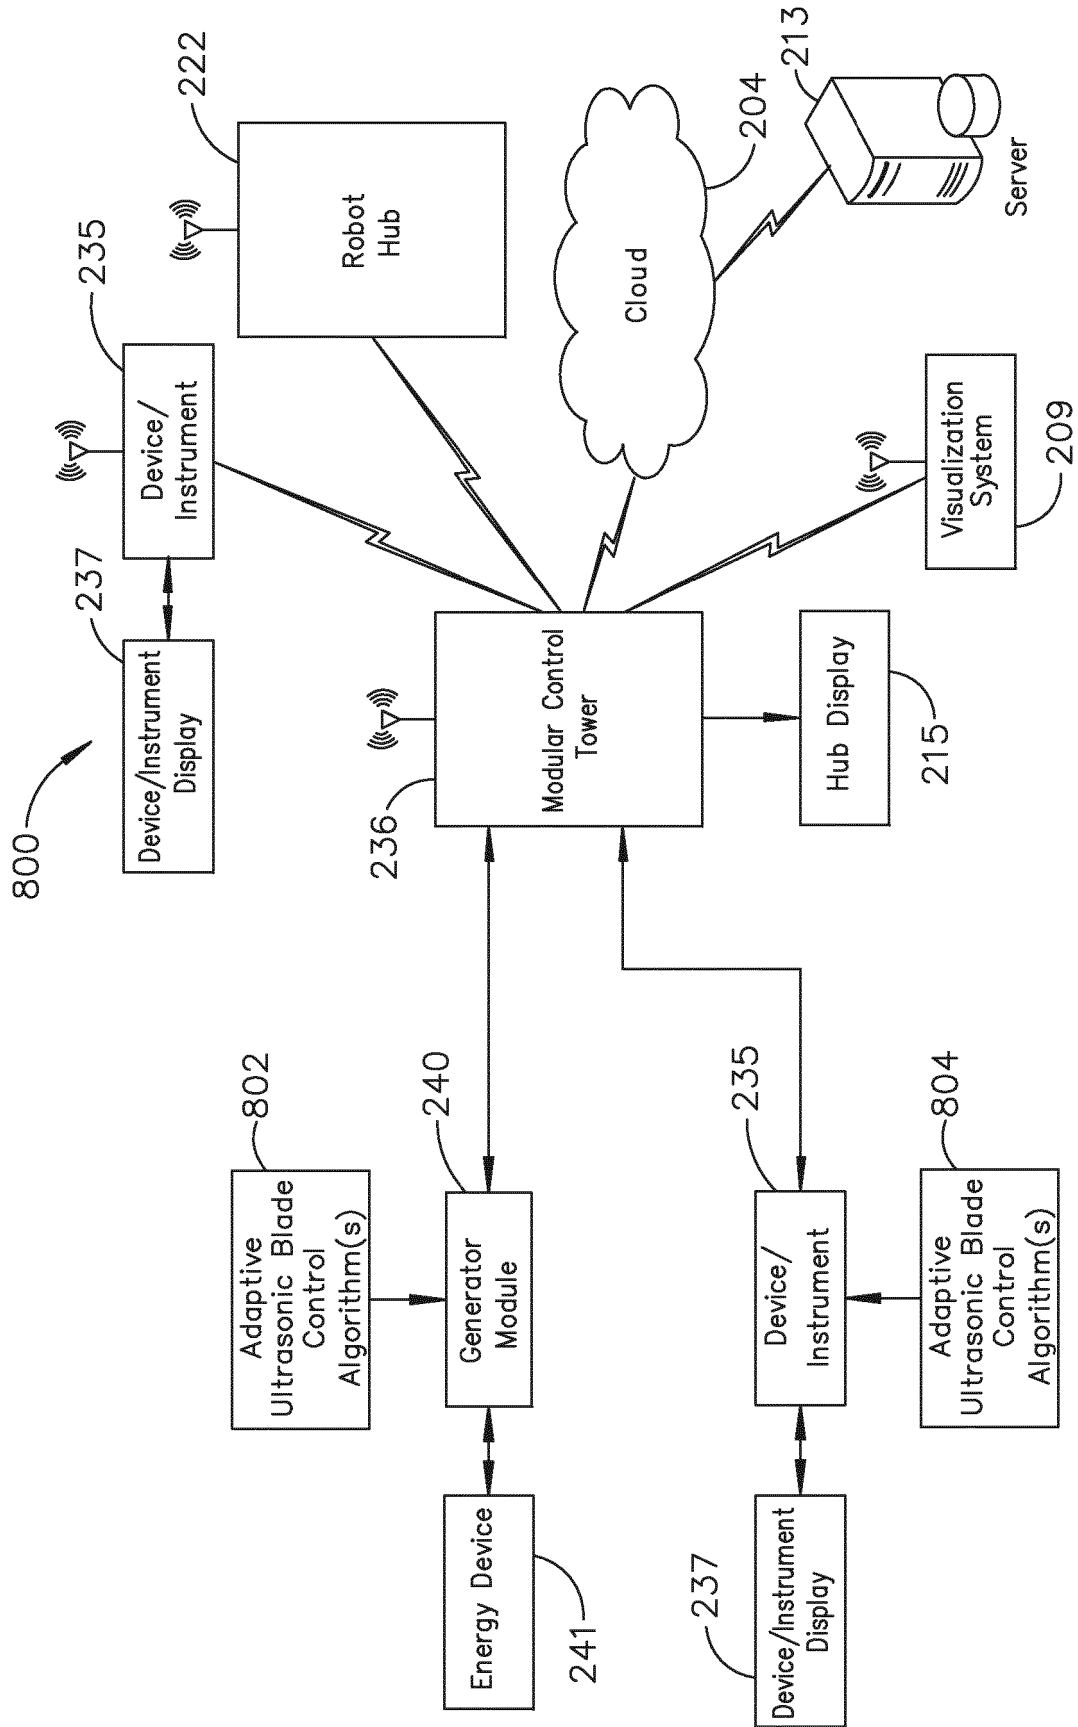 800
237
Device/Instrument
Display
235
Device/
Instrument
222
Robot
Hub
236
Modular Control
Tower
Cloud
204
213
Server
215
Hub Display
209
Visualization
System
802
Adaptive
Ultrasonic Blade
Control
Algorithm(s)
240
Generator
Module
Energy Device
241
235
Device/
Instrument
237
Device/Instrument
Display
804
Adaptive
Ultrasonic Blade
Control
Algorithm(s)